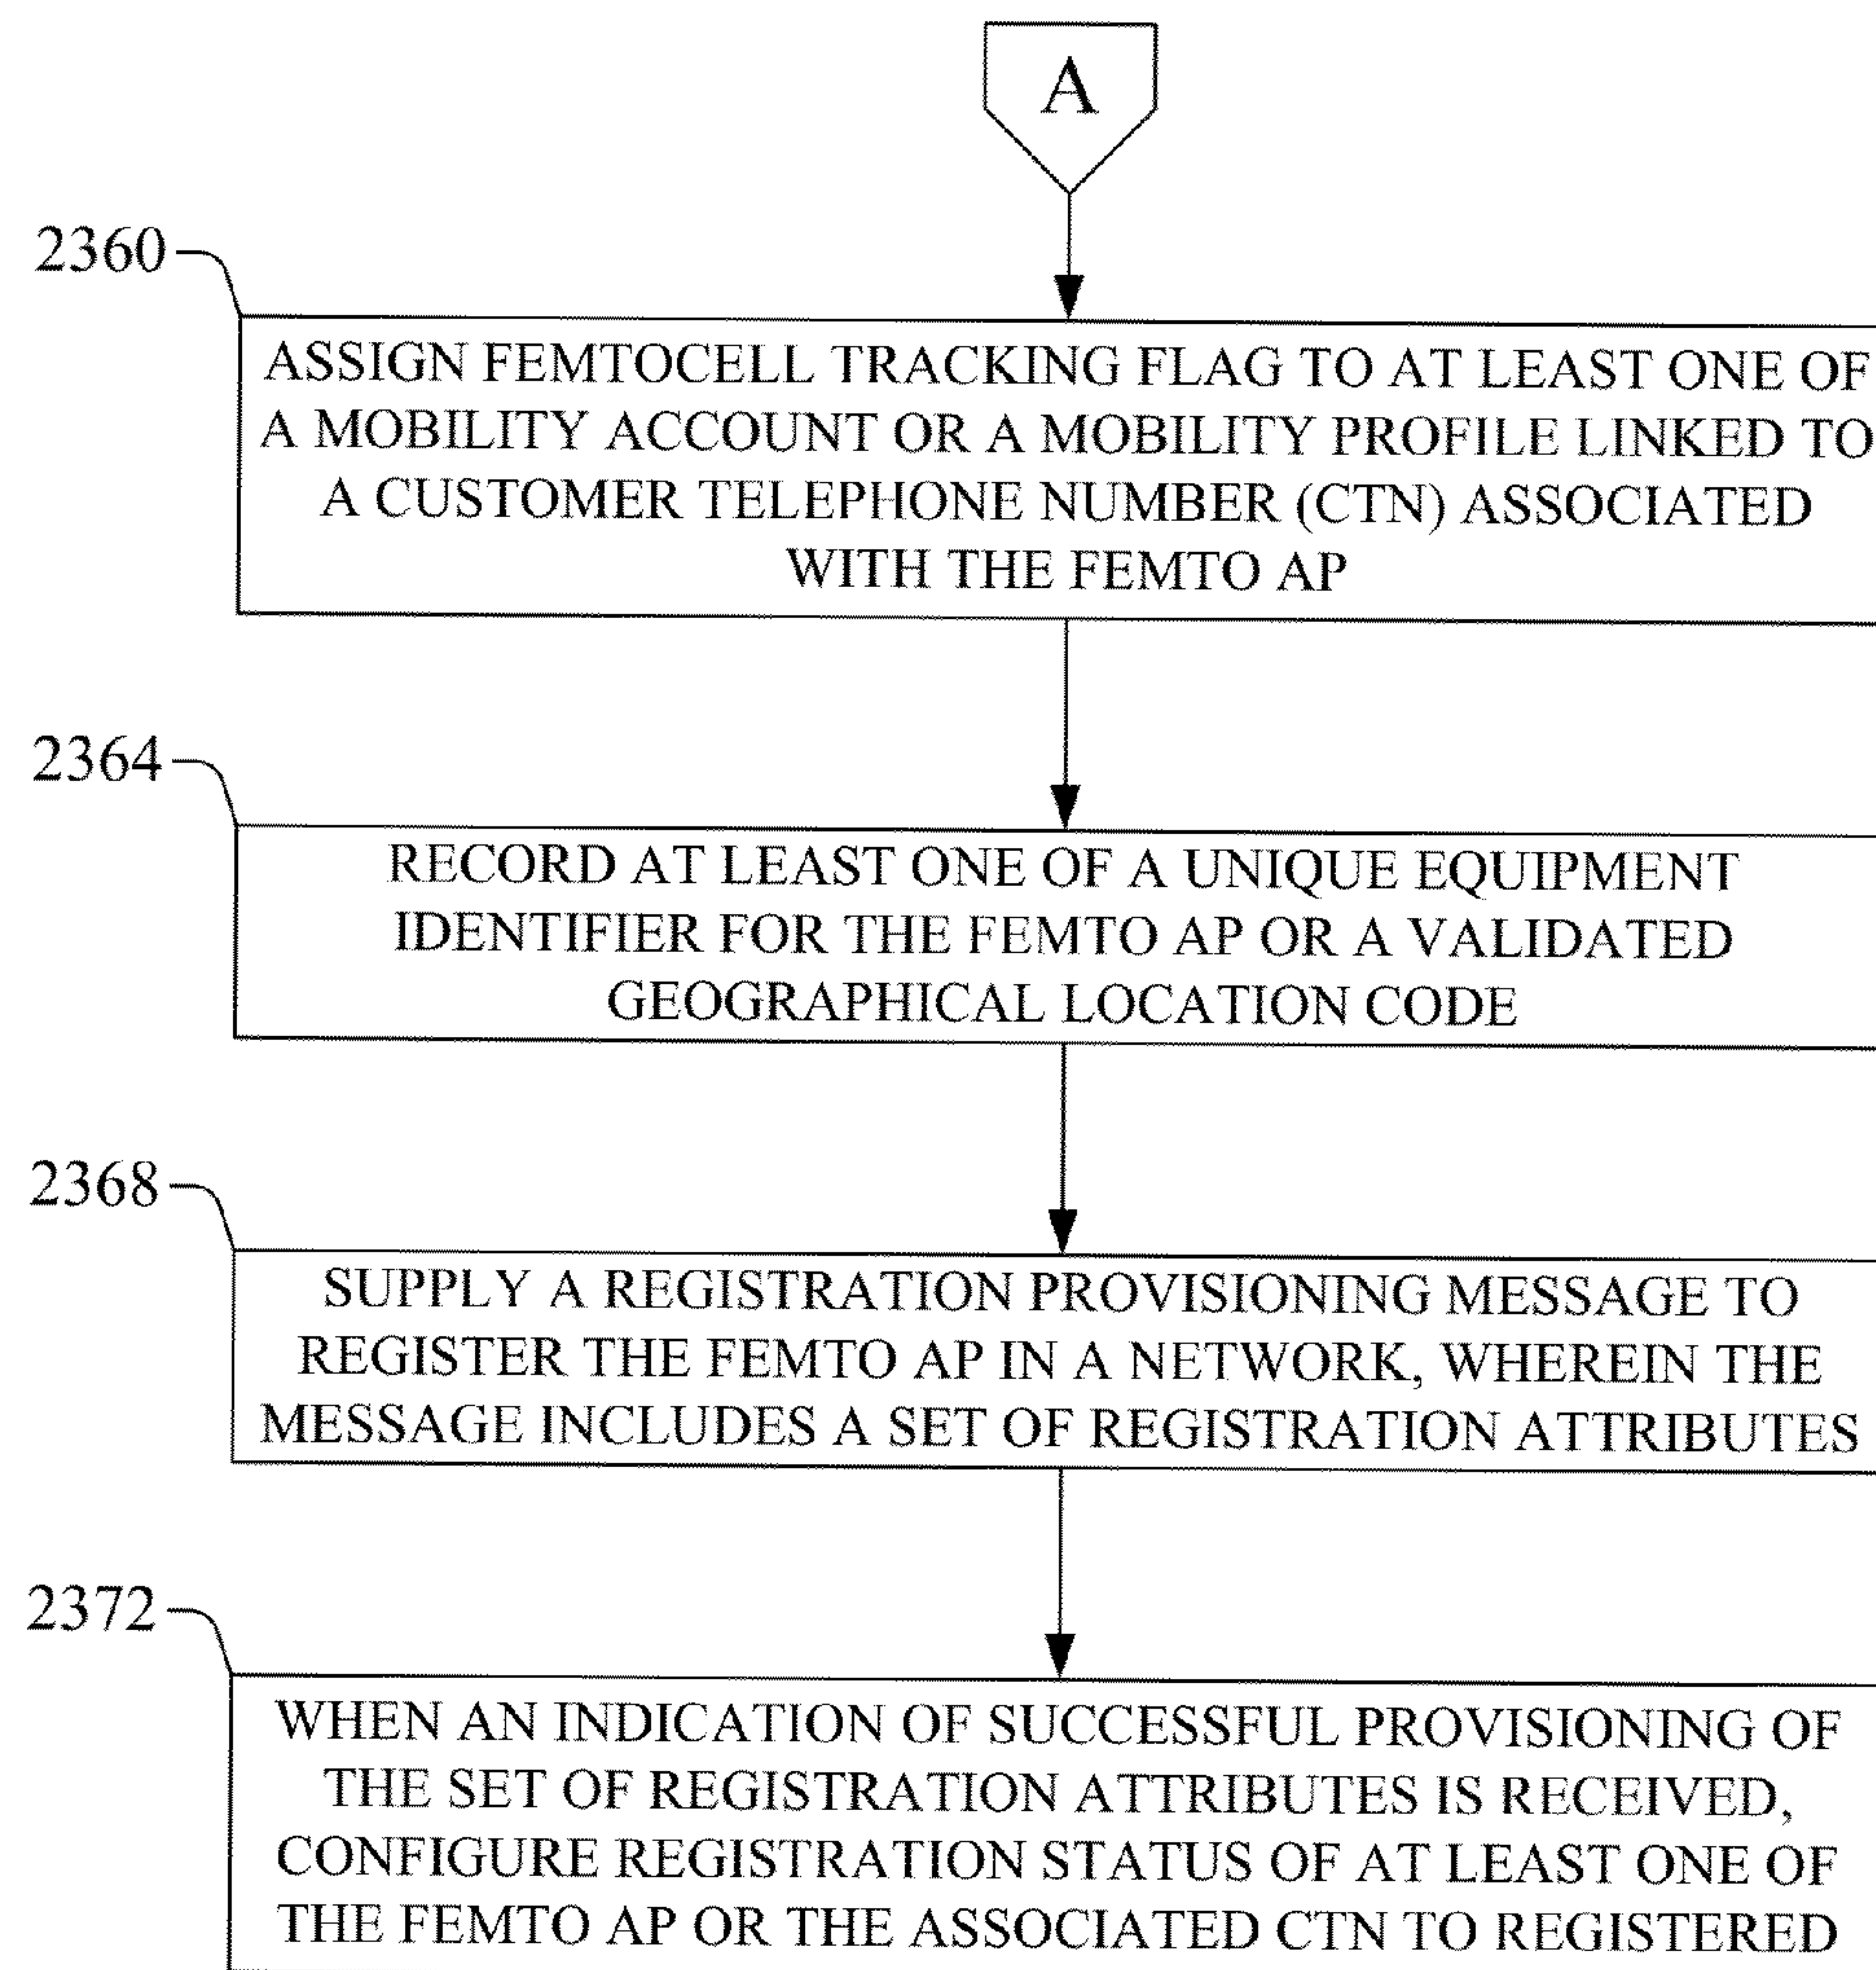 A
2360
ASSIGN FEMTOCELL TRACKING FLAG TO AT LEAST ONE OF
A MOBILITY ACCOUNT OR A MOBILITY PROFILE LINKED TO
A CUSTOMER TELEPHONE NUMBER (CTN) ASSOCIATED
WITH THE FEMTO AP
2364
RECORD AT LEAST ONE OF A UNIQUE EQUIPMENT
IDENTIFIER FOR THE FEMTO AP OR A VALIDATED
GEOGRAPHICAL LOCATION CODE
2368
SUPPLY A REGISTRATION PROVISIONING MESSAGE TO
REGISTER THE FEMTO AP IN A NETWORK, WHEREIN THE
MESSAGE INCLUDES A SET OF REGISTRATION ATTRIBUTES
2372
WHEN AN INDICATION OF SUCCESSFUL PROVISIONING OF
THE SET OF REGISTRATION ATTRIBUTES IS RECEIVED,
CONFIGURE REGISTRATION STATUS OF AT LEAST ONE OF
THE FEMTO AP OR THE ASSOCIATED CTN TO REGISTERED